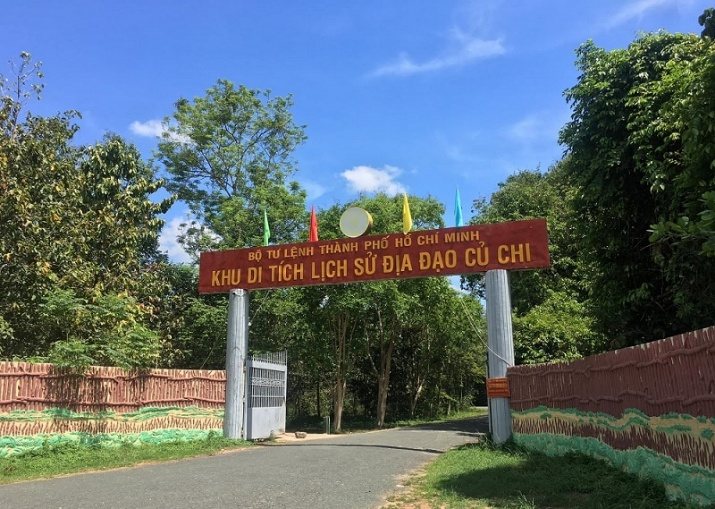 BỘ TƯ LỆNH THÀNH PHỐ HỒ CHÍ MINH
KHU DI TÍCH LỊCH SỬ ĐỊA ĐẠO CỦ CHI